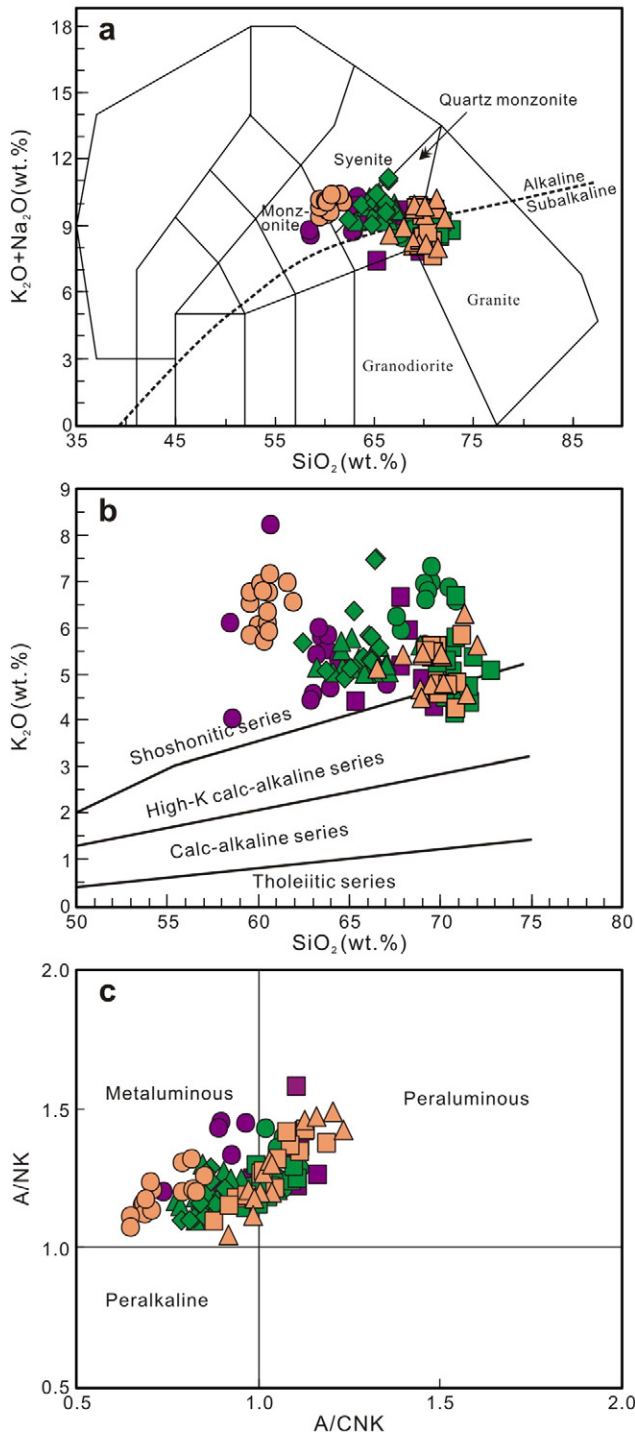 a
18
15
12
9
6
3
0
K₂O+Na₂O(wt.%)
Quartz monzonite
Syenite
Alkaline
Subalkaline
Monz-
onite
Granite
Granodiorite
35 45 55 65 75 85
SiO₂(wt.%)
b
9
8
7
6
5
4
3
2
1
0
K₂O(wt.%)
Shoshonitic series
High-K calc-alkaline series
Calc-alkaline series
Tholeiitic series
50 55 60 65 70 75 80
SiO₂(wt.%)
c
2.0
1.5
1.0
0.5
A/NK
Metaluminous
Peraluminous
Peralkaline
0.5 1.0 1.5 2.0
A/CNK